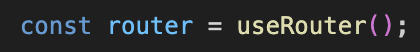 const router = useRouter();